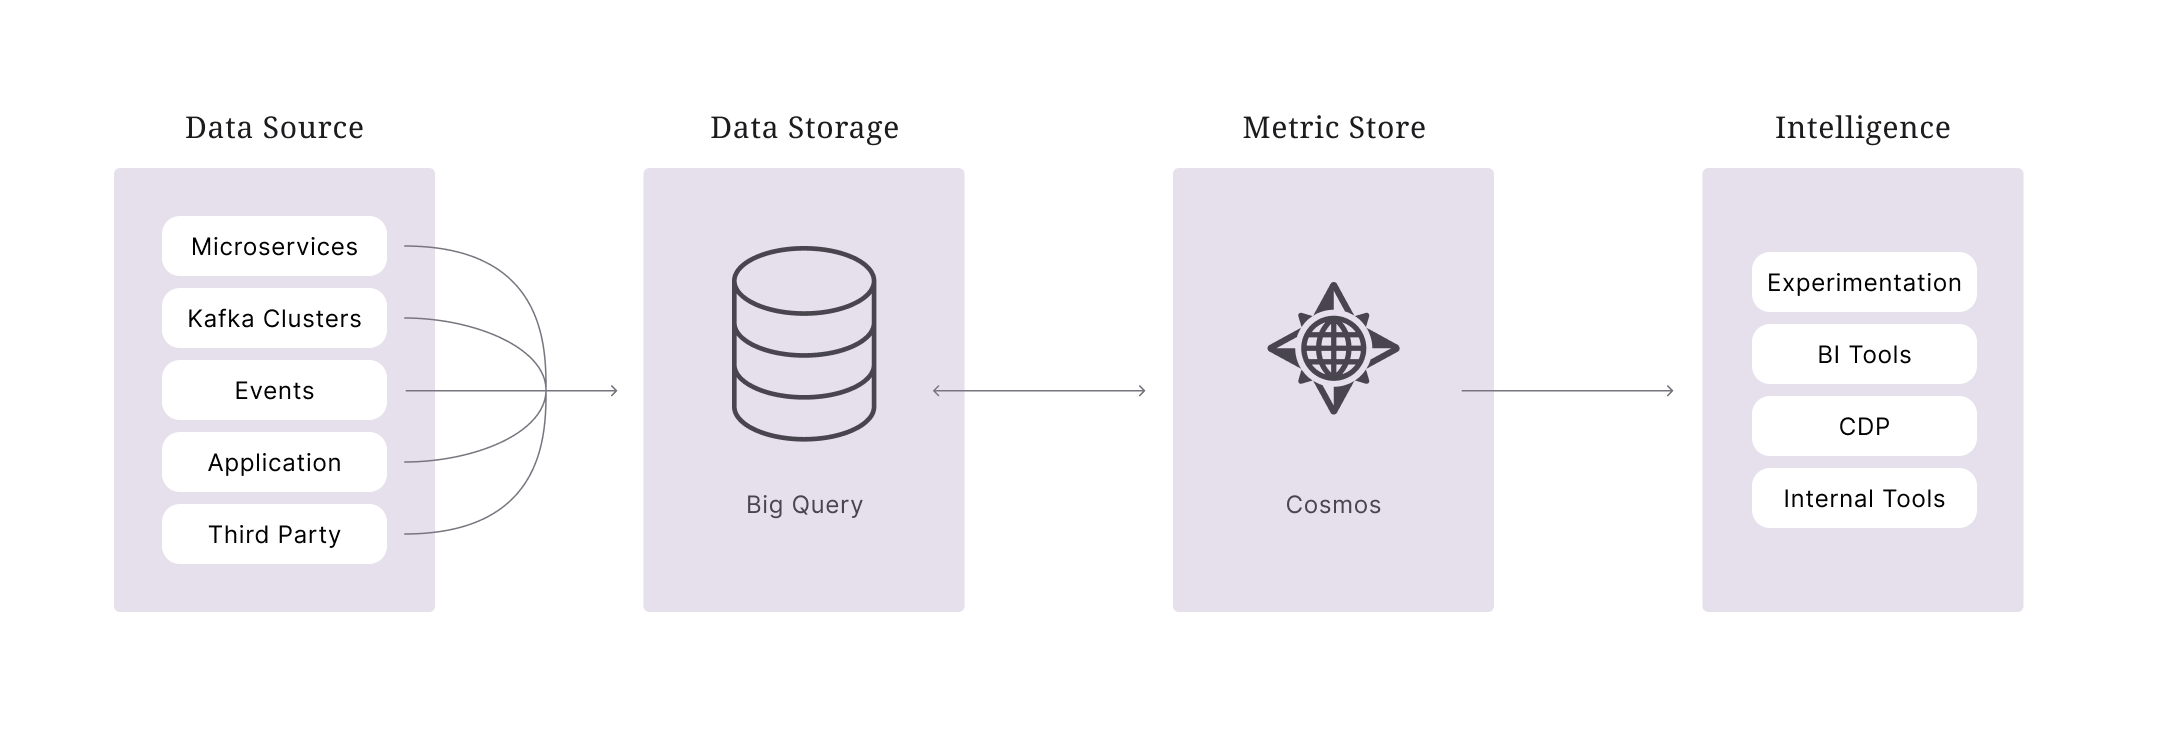 Data Source
Microservices
Kafka Clusters
Events
Application
Third Party
Data Storage
Big Query
Metric Store
Cosmos
Intelligence
Experimentation
BI Tools
CDP
Internal Tools